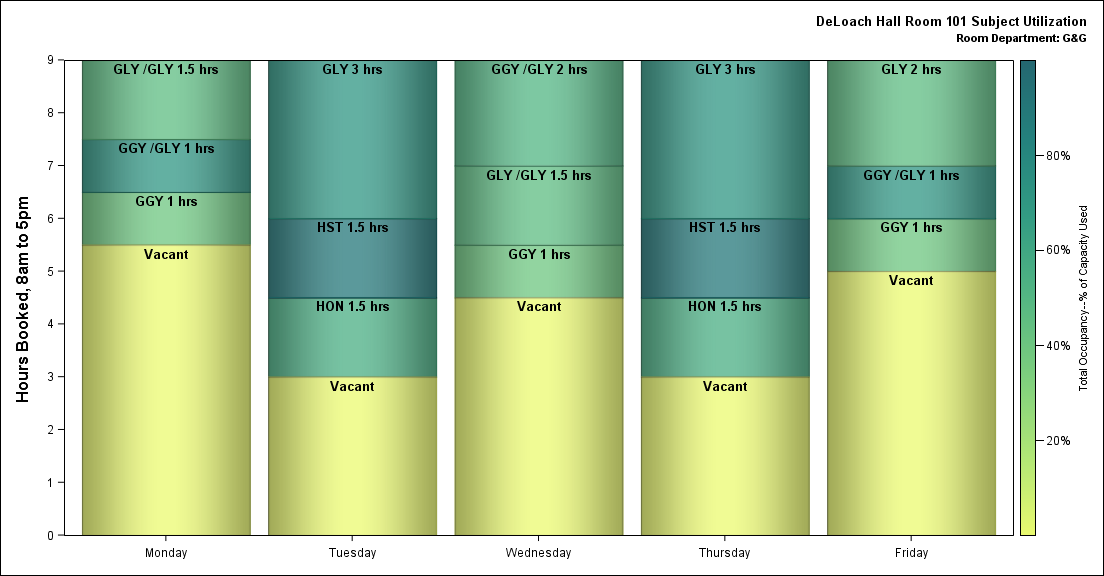 DeLoach Hall Room 101 Subject Utilization
Room Department: G&G
Hours Booked, 8am to 5pm
9
8
7
6
5
4
3
2
1
0
GLY /GLY 1.5 hrs
GGY /GLY 1 hrs
GGY 1 hrs
Vacant
Monday
GLY 3 hrs
HST 1.5 hrs
HON 1.5 hrs
Vacant
Tuesday
GGY /GLY 2 hrs
GLY /GLY 1.5 hrs
GGY 1 hrs
Vacant
Wednesday
GLY 3 hrs
HST 1.5 hrs
HON 1.5 hrs
Vacant
Thursday
GLY 2 hrs
GGY /GLY 1 hrs
GGY 1 hrs
Vacant
Friday
80%
60%
40%
20%
Total Occupancy--% of Capacity Used